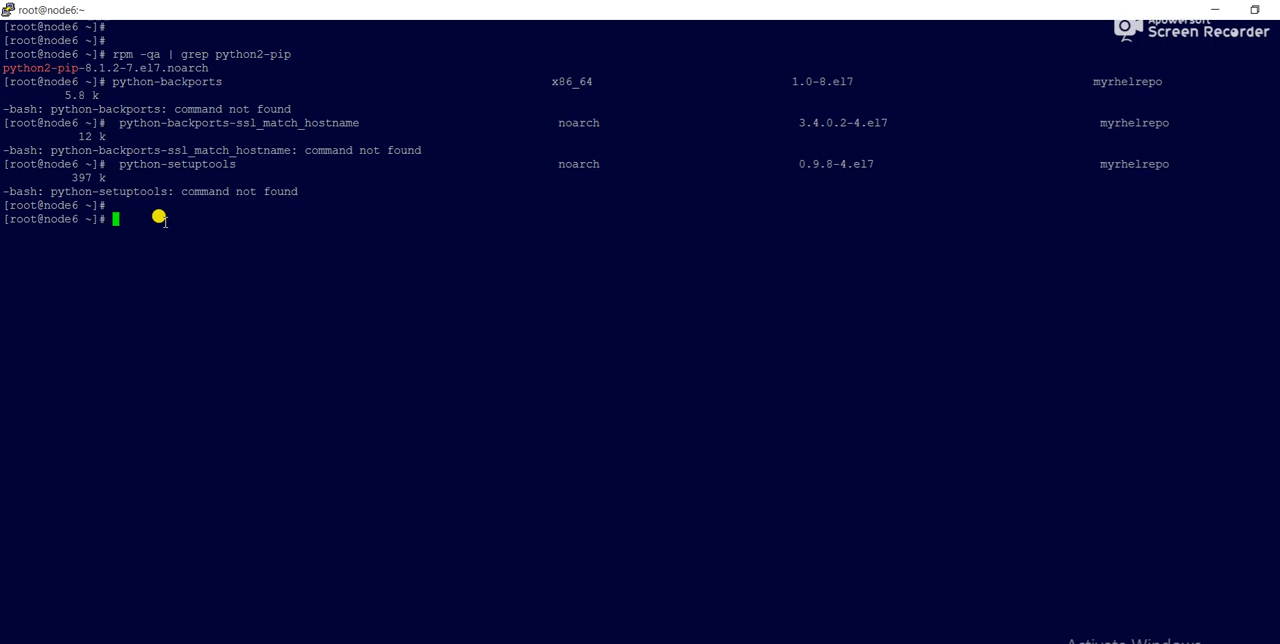 root@node6:~
[root@node6 ~]#
Apowersoft
Screen Recorder
[root@node6 ~]#
[root@node6 ~]# rpm -qa | grep python2-pip
python2-pip-8.1.2-7.el7.noarch
[root@node6 ~]# python-backports x86_64 1.0-8.el7 myrhelrepo
5.8 k
-bash: python-backports: command not found
[root@node6 ~]#  python-backports-ssl_match_hostname noarch 3.4.0.2-4.el7 myrhelrepo
12 k
-bash: python-backports-ssl_match_hostname: command not found
[root@node6 ~]#  python-setuptools noarch 0.9.8-4.el7 myrhelrepo
397 k
-bash: python-setuptools: command not found
[root@node6 ~]#
[root@node6 ~]#
Activate Windows